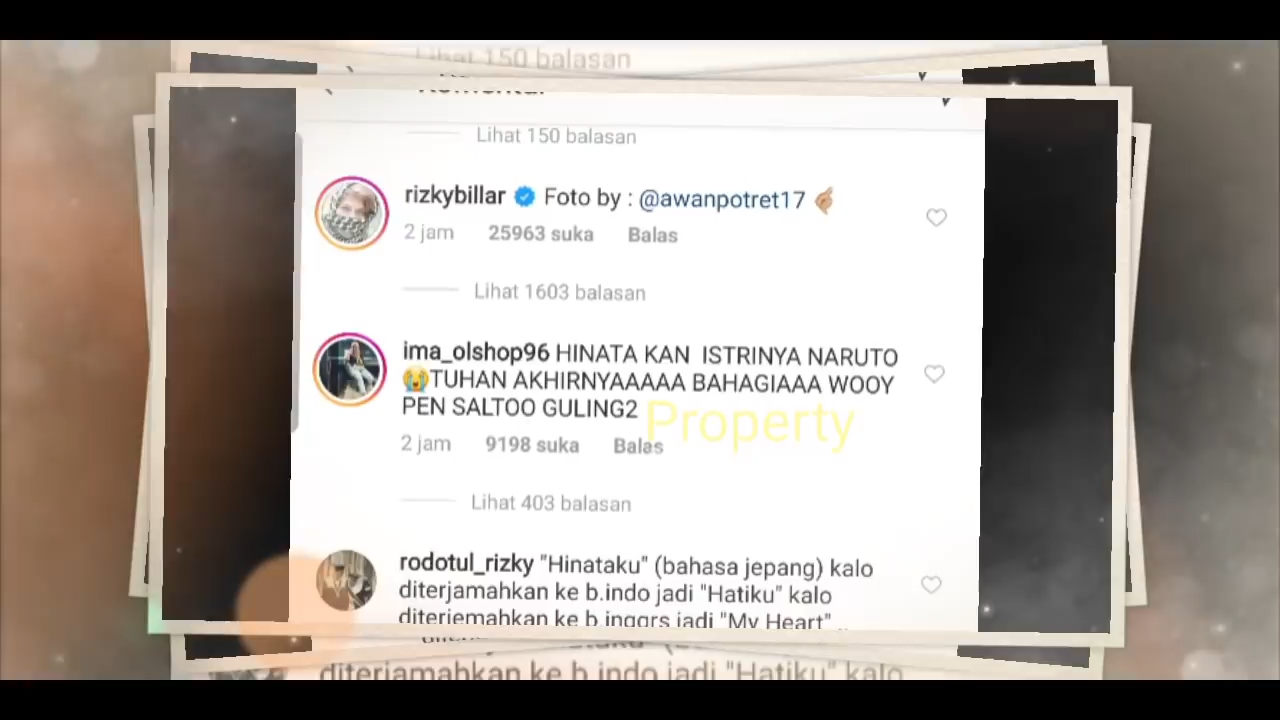 Lihat 150 balasan
Komentar
Lihat 150 balasan
rizkybillar Foto by : @awanpotret17
2 jam 25963 suka Balas
Lihat 1603 balasan
ima_olshop96 HINATA KAN ISTRINYA NARUTO
😭TUHAN AKHIRNYAAAAA BAHAGIAAA WOOY
PEN SALTOO GULING2
Property
2 jam 9198 suka Balas
Lihat 403 balasan
rodotul_rizky "Hinataku" (bahasa jepang) kalo
diterjamahkan ke b.indo jadi "Hatiku" kalo
diterjemahkan ke b.inggrs jadi "My Heart"
diterjamahkan ke b.indo jadi "Hatiku" kalo